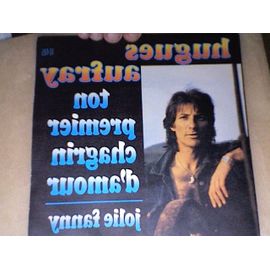 hugues
aufray
ton
premier
chagrin
d'amour
jolie fanny